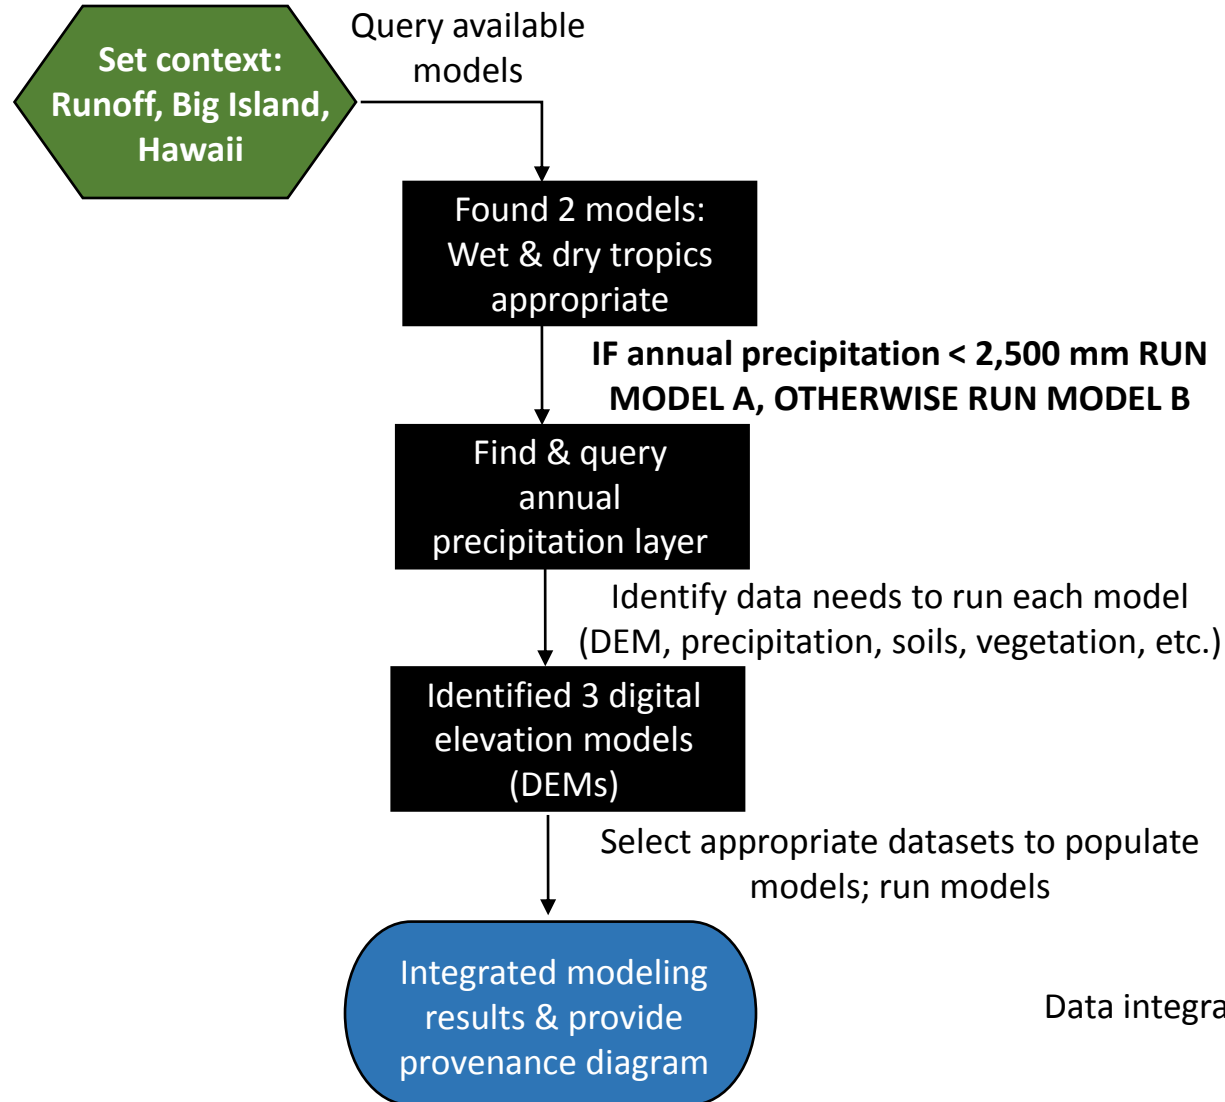 Set context:
Runoff, Big Island,
Hawaii
Query available
models
Found 2 models:
Wet & dry tropics
appropriate
IF annual precipitation < 2,500 mm RUN
MODEL A, OTHERWISE RUN MODEL B
Find & query
annual
precipitation layer
Identify data needs to run each model
(DEM, precipitation, soils, vegetation, etc.)
Identified 3 digital
elevation models
(DEMs)
Select appropriate datasets to populate
models; run models
Integrated modeling
results & provide
provenance diagram
Data